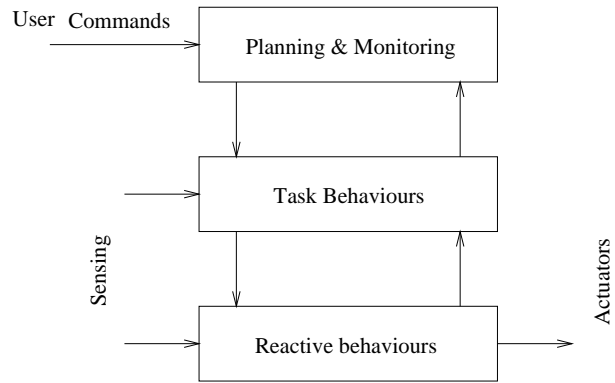 User Commands
Planning & Monitoring
Task Behaviours
Sensing
Actuators
Reactive behaviours